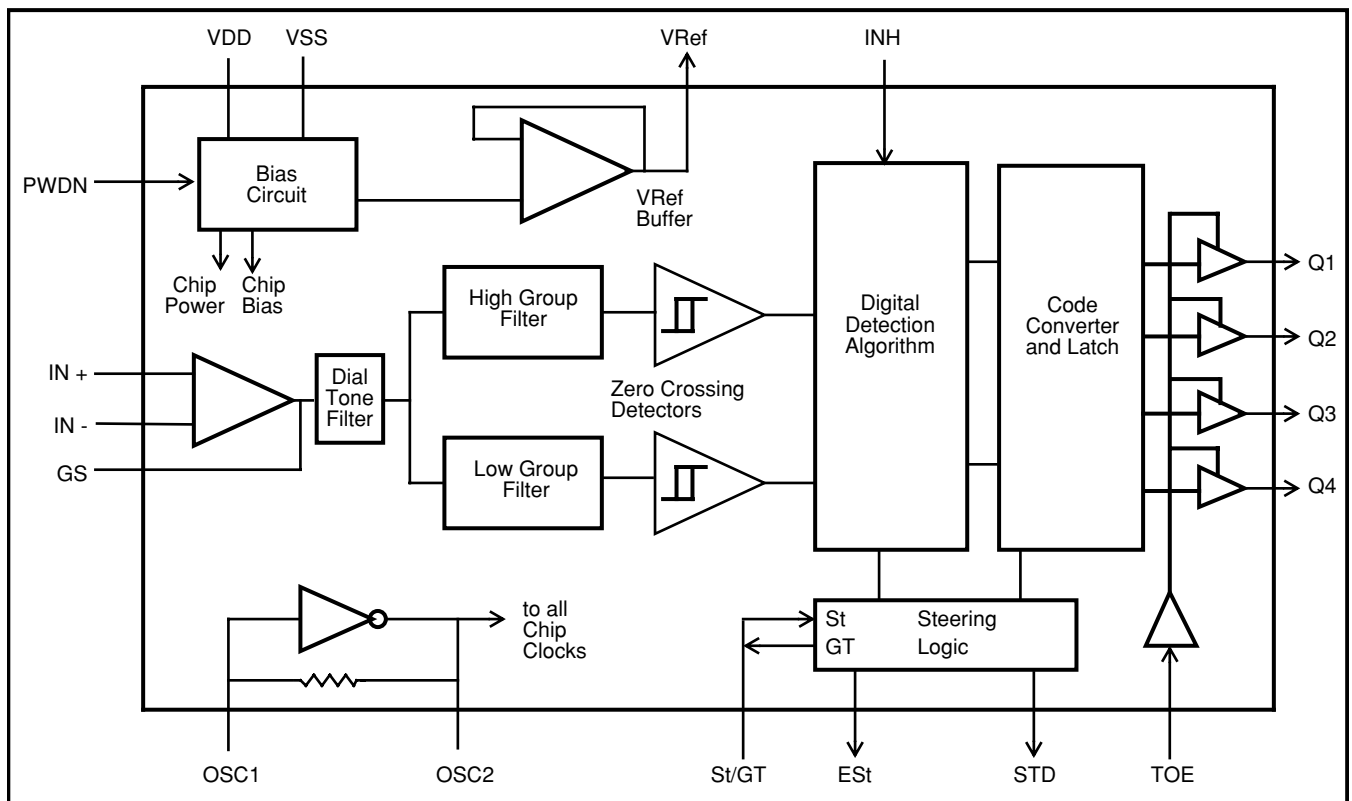 VDD
VSS
VRef
INH
PWDN
Bias
Circuit
VRef
Buffer
Chip
Power
Chip
Bias
High Group
Filter
Digital
Detection
Algorithm
Code
Converter
and Latch
Q1
Q2
Q3
Q4
IN +
IN -
GS
Dial
Tone
Filter
Zero Crossing
Detectors
Low Group
Filter
to all
Chip
Clocks
St
GT
Steering
Logic
OSC1
OSC2
St/GT
ESt
STD
TOE